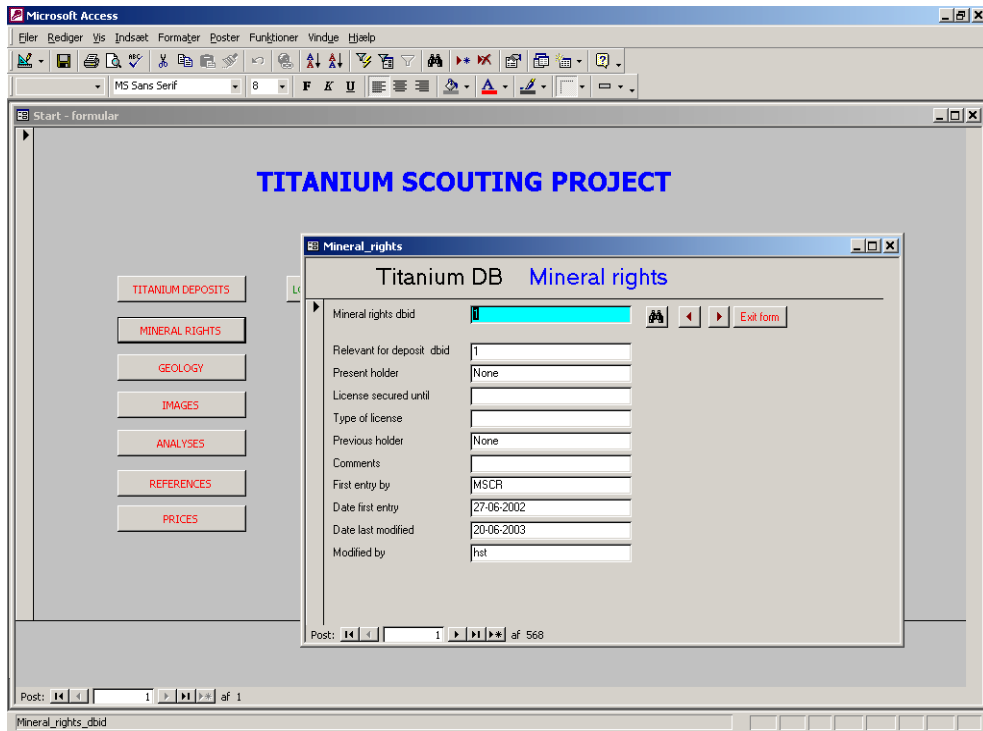 Microsoft Access
Filer Rediger Vis Indsæt Formater Poster Funktioner Vindue Hjælp
MS Sans Serif 8 F K U
Start - formular
TITANIUM SCOUTING PROJECT
TITANIUM DEPOSITS
MINERAL RIGHTS
GEOLOGY
IMAGES
ANALYSES
REFERENCES
PRICES
Mineral_rights
Titanium DB Mineral rights
Mineral rights dbid 1 Exit form
Relevant for deposit dbid 1
Present holder None
License secured until
Type of license
Previous holder None
Comments
First entry by MSCR
Date first entry 27-06-2002
Date last modified 20-06-2003
Modified by hst
Post: 1 af 568
Post: 1 af 1
Mineral_rights_dbid